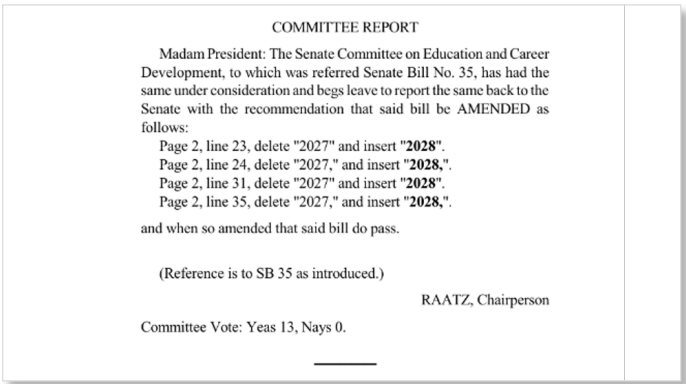 COMMITTEE REPORT
Madam President: The Senate Committee on Education and Career
Development, to which was referred Senate Bill No. 35, has had the
same under consideration and begs leave to report the same back to the
Senate with the recommendation that said bill be AMENDED as
follows:
Page 2, line 23, delete "2027" and insert "2028".
Page 2, line 24, delete "2027," and insert "2028,".
Page 2, line 31, delete "2027" and insert "2028".
Page 2, line 35, delete "2027," and insert "2028,".
and when so amended that said bill do pass.
(Reference is to SB 35 as introduced.)
RAATZ, Chairperson
Committee Vote: Yeas 13, Nays 0.